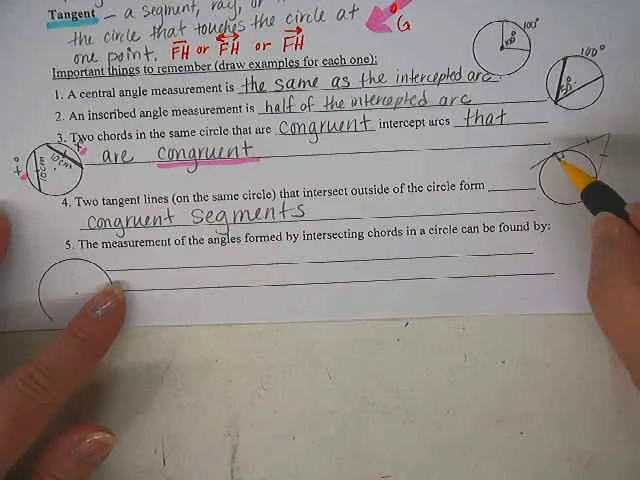 Tangent – a segment, ray, or
the circle that touches the circle at
one point. FH or FH or FH
G
Important things to remember (draw examples for each one):
1. A central angle measurement is the same as the intercepted arc.
100°
2. An inscribed angle measurement is half of the intercepted arc
100°
3. Two chords in the same circle that are congruent intercept arcs that
are congruent
10cm
10cm
4. Two tangent lines (on the same circle) that intersect outside of the circle form
congruent segments
5. The measurement of the angles formed by intersecting chords in a circle can be found by: